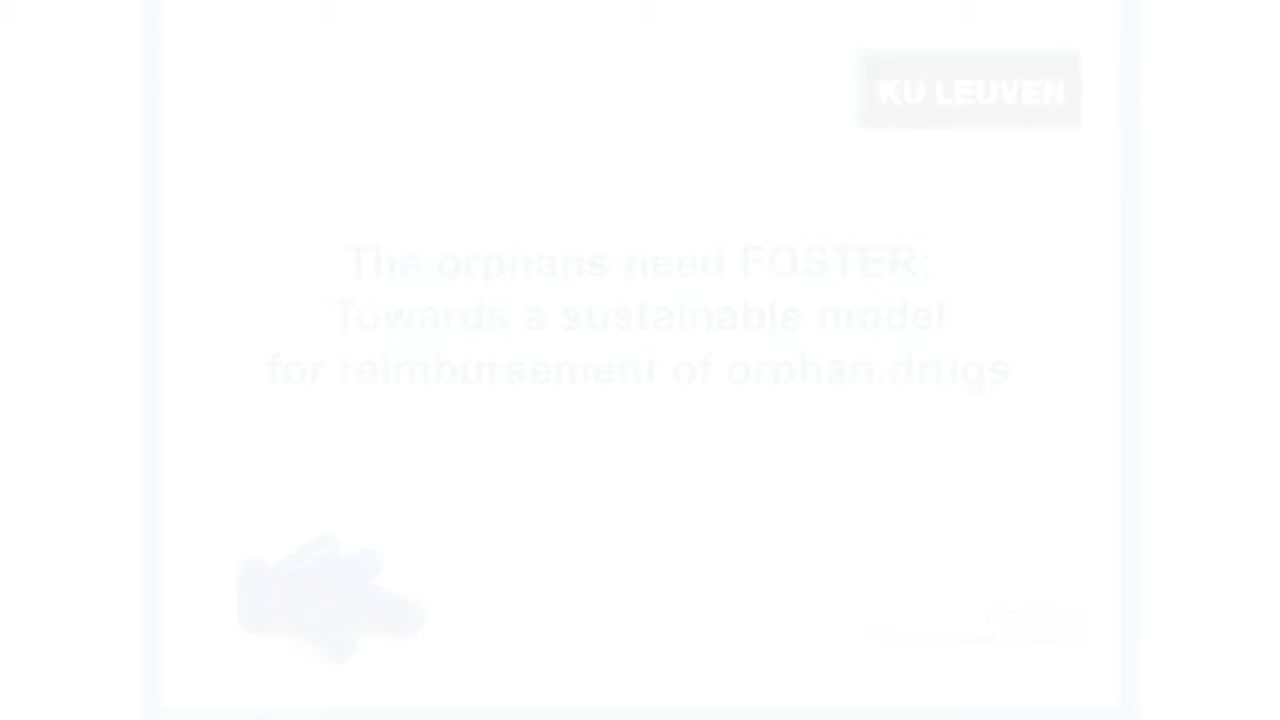 KU LEUVEN
The orphans need FOSTER:
Towards a sustainable model
for reimbursement of orphan drugs